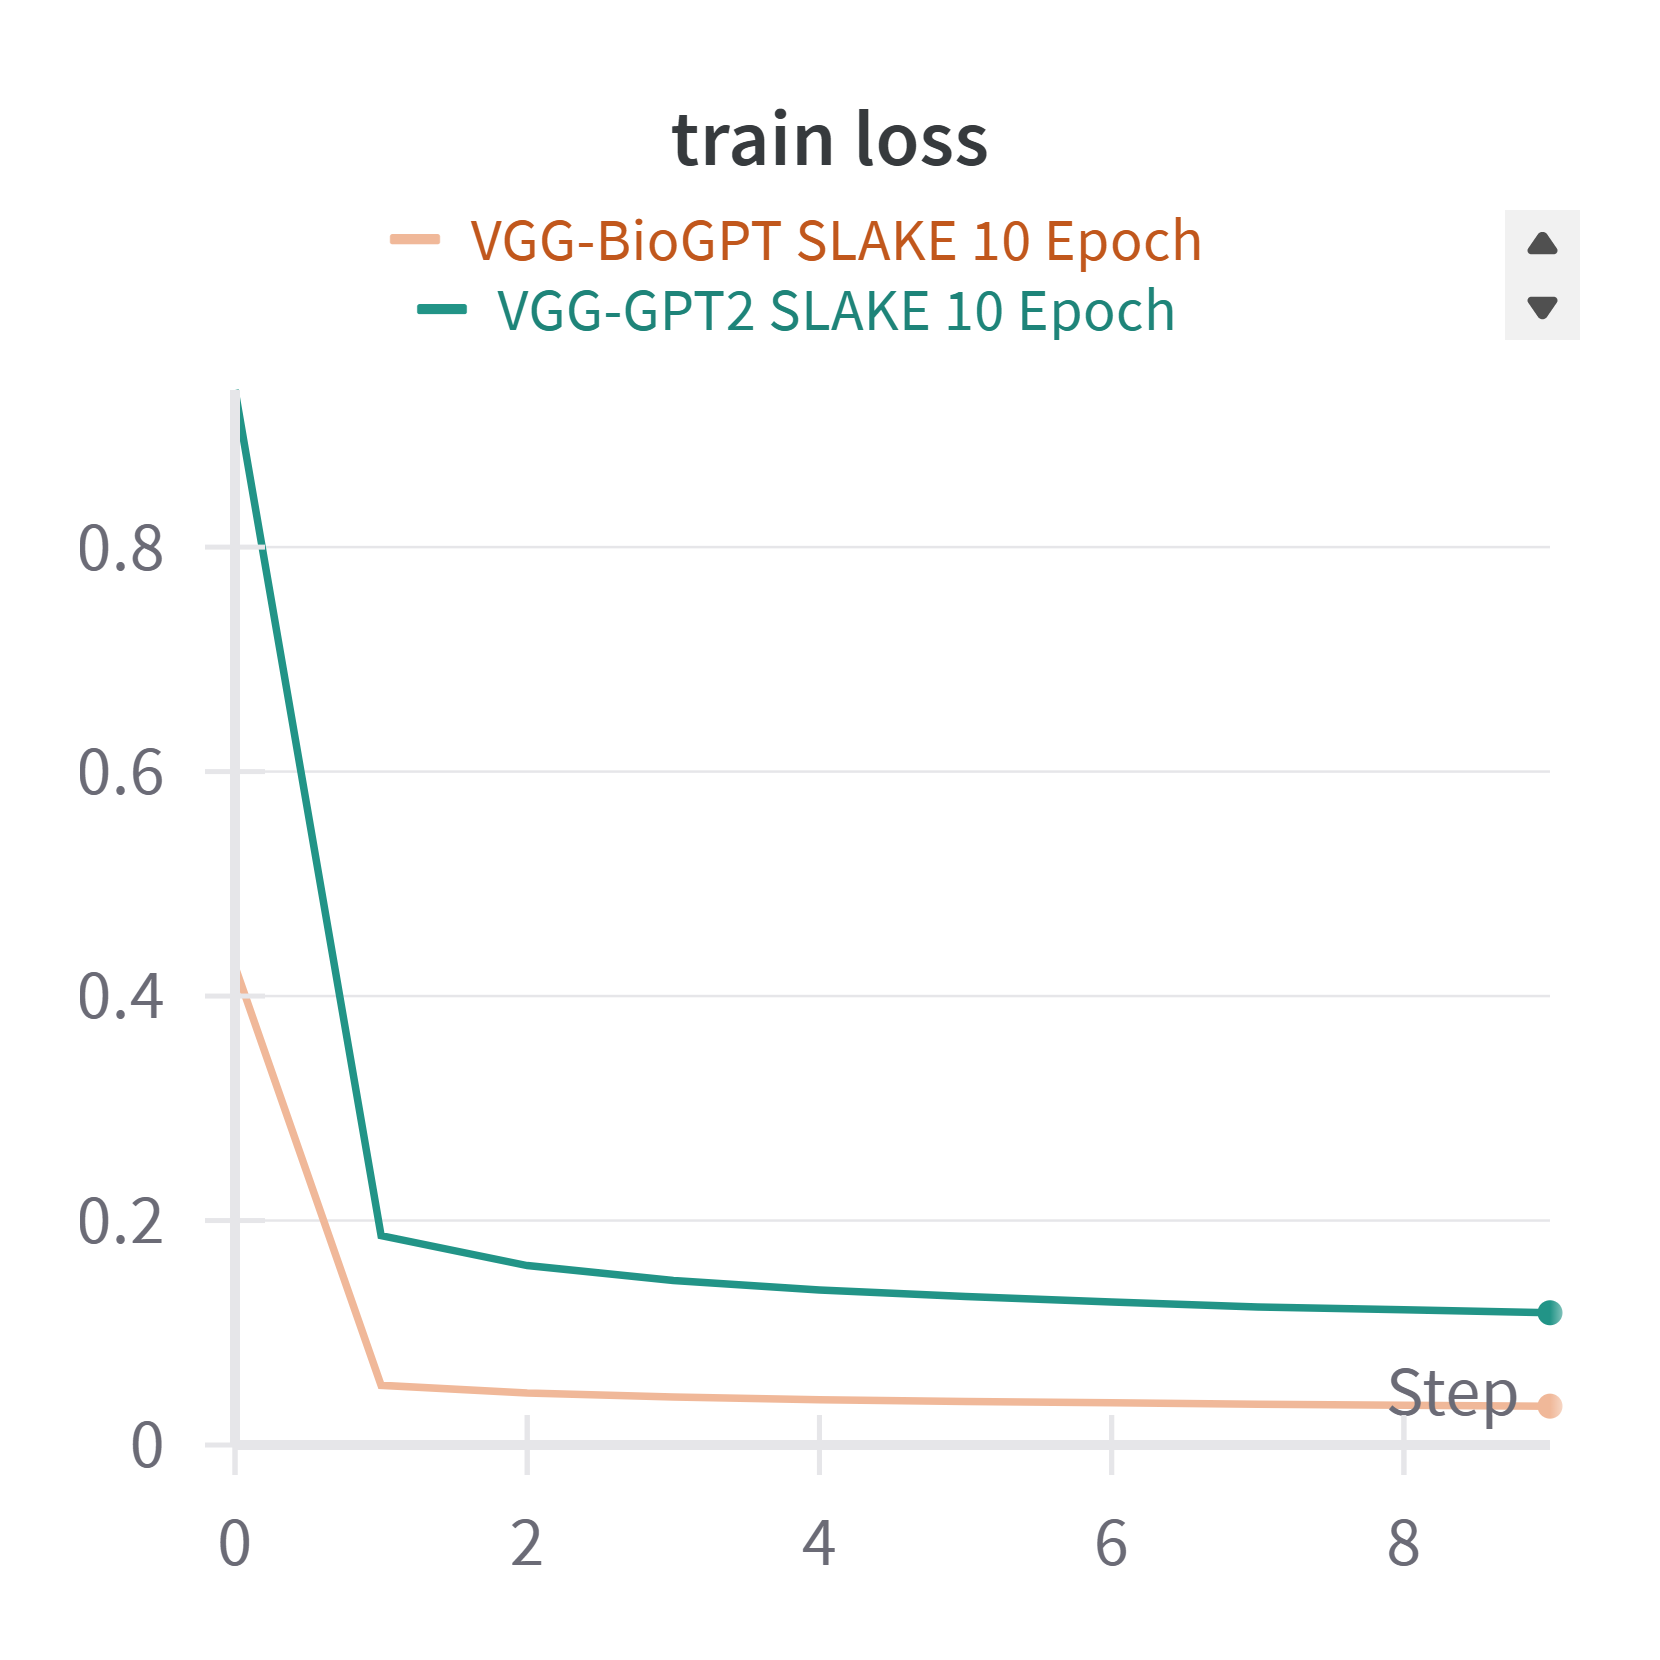 train loss
VGG-BioGPT SLAKE 10 Epoch
VGG-GPT2 SLAKE 10 Epoch
0.8
0.6
0.4
0.2
Step
0
0 2 4 6 8